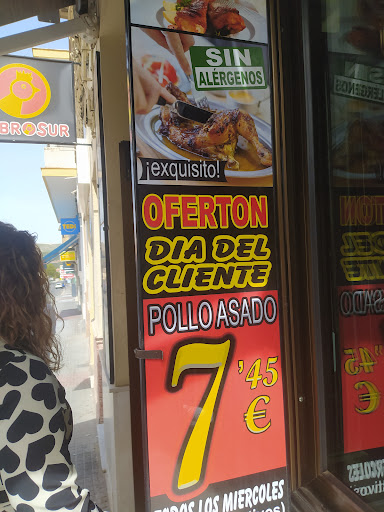 SIN
ALÉRGENOS
¡exquisito!
BROSUR
OFERTON
DIA DEL
CLIENTE
POLLO ASADO
7'45
€
TODOS LOS MIERCOLES